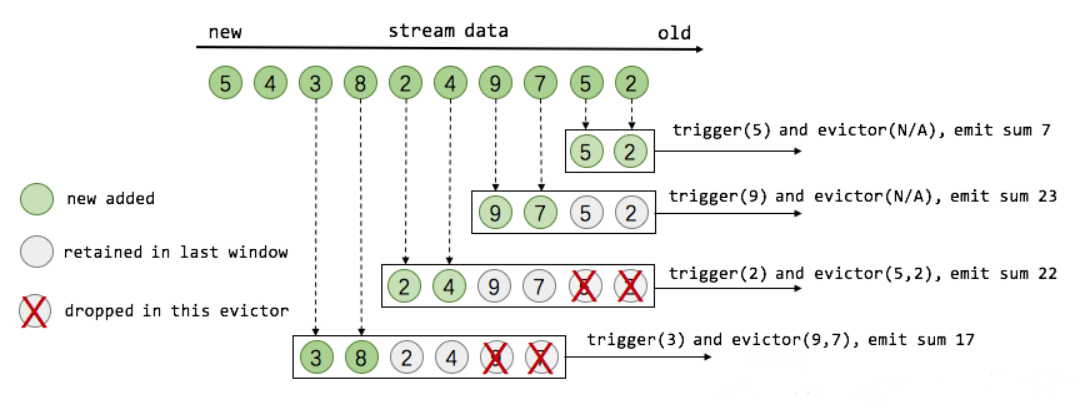 new stream data old
5 4 3 8 2 4 9 7 5 2
trigger(5) and evictor(N/A), emit sum 7
5 2
new added
trigger(9) and evictor(N/A), emit sum 23
9 7 5 2
retained in last window
trigger(2) and evictor(5,2), emit sum 22
2 4 9 7 5 2
dropped in this evictor
trigger(3) and evictor(9,7), emit sum 17
3 8 2 4 9 7